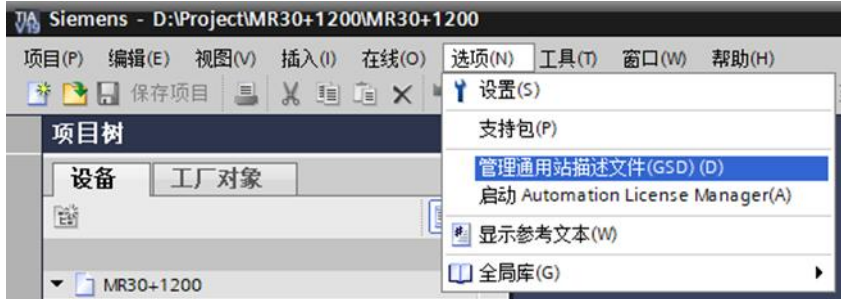 Siemens - D:\Project\MR30+1200\MR30+1200
项目(P) 编辑(E) 视图(V) 插入(I) 在线(O) 选项(N) 工具(T) 窗口(W) 帮助(H)
保存项目
设置(S)
支持包(P)
管理通用站描述文件(GSD) (D)
启动 Automation License Manager(A)
显示参考文本(W)
全局库(G)
项目树
设备 工厂对象
MR30+1200